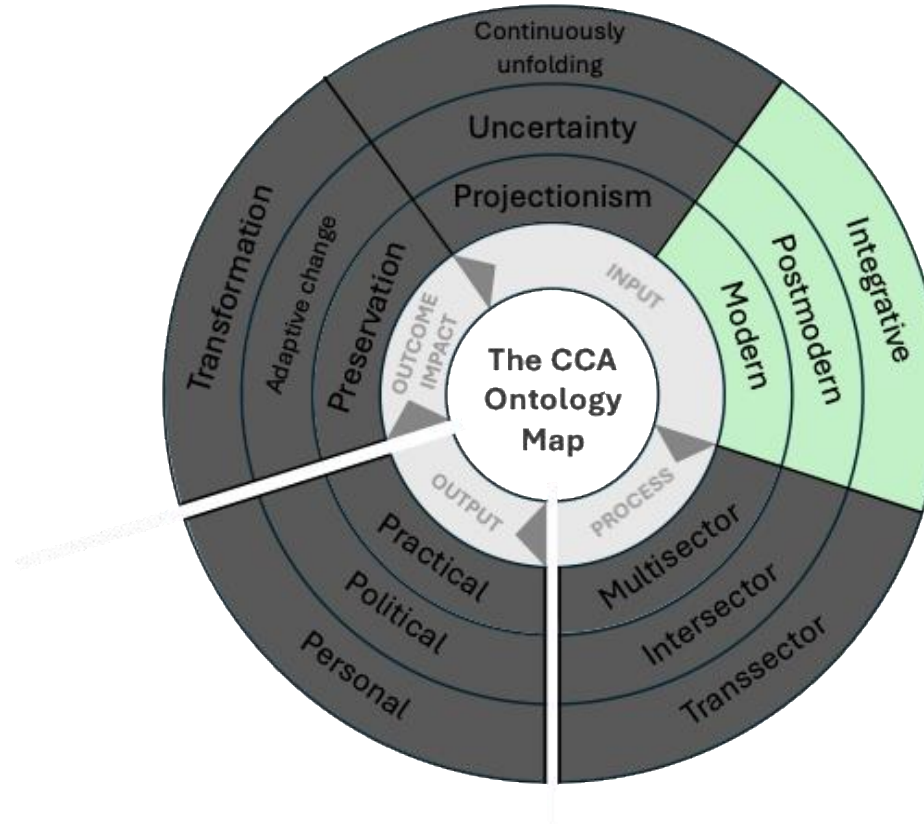 Continuously
unfolding
Uncertainty
Projectionism
Transformation
Adaptive change
Preservation
Integrative
Postmodern
Modern
INPUT
OUTCOME
IMPACT
The CCA
Ontology
Map
OUTPUT
PROCESS
Practical
Political
Personal
Multisector
Intersector
Transsector